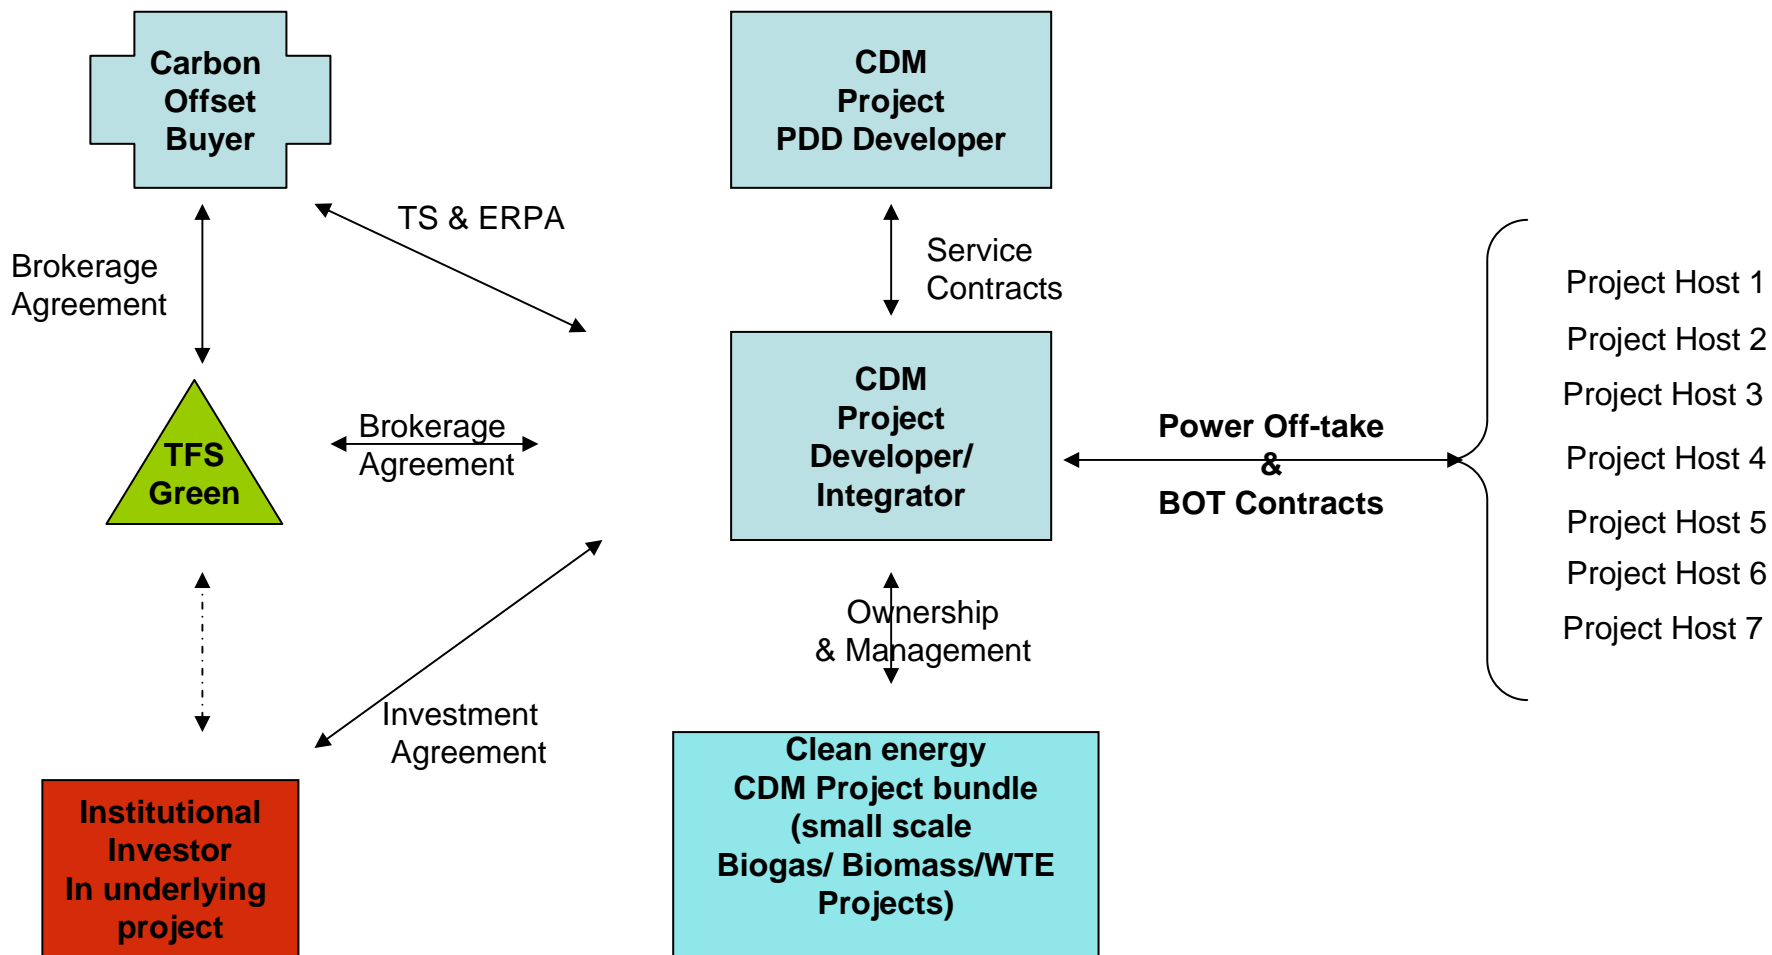 Carbon
Offset
Buyer
CDM
Project
PDD Developer
TS & ERPA
Brokerage
Agreement
Service
Contracts
TFS
Green
Brokerage
Agreement
CDM
Project
Developer/
Integrator
Power Off-take
&
BOT Contracts
Project Host 1
Project Host 2
Project Host 3
Project Host 4
Project Host 5
Project Host 6
Project Host 7
Ownership
& Management
Investment
Agreement
Institutional
Investor
In underlying
project
Clean energy
CDM Project bundle
(small scale
Biogas/ Biomass/WTE
Projects)